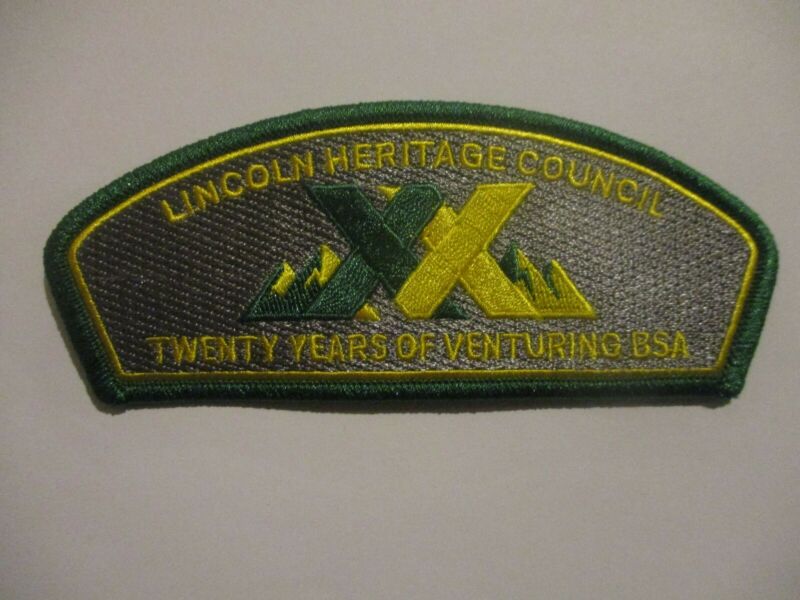 LINCOLN HERITAGE COUNCIL
XX
TWENTY YEARS OF VENTURING BSA